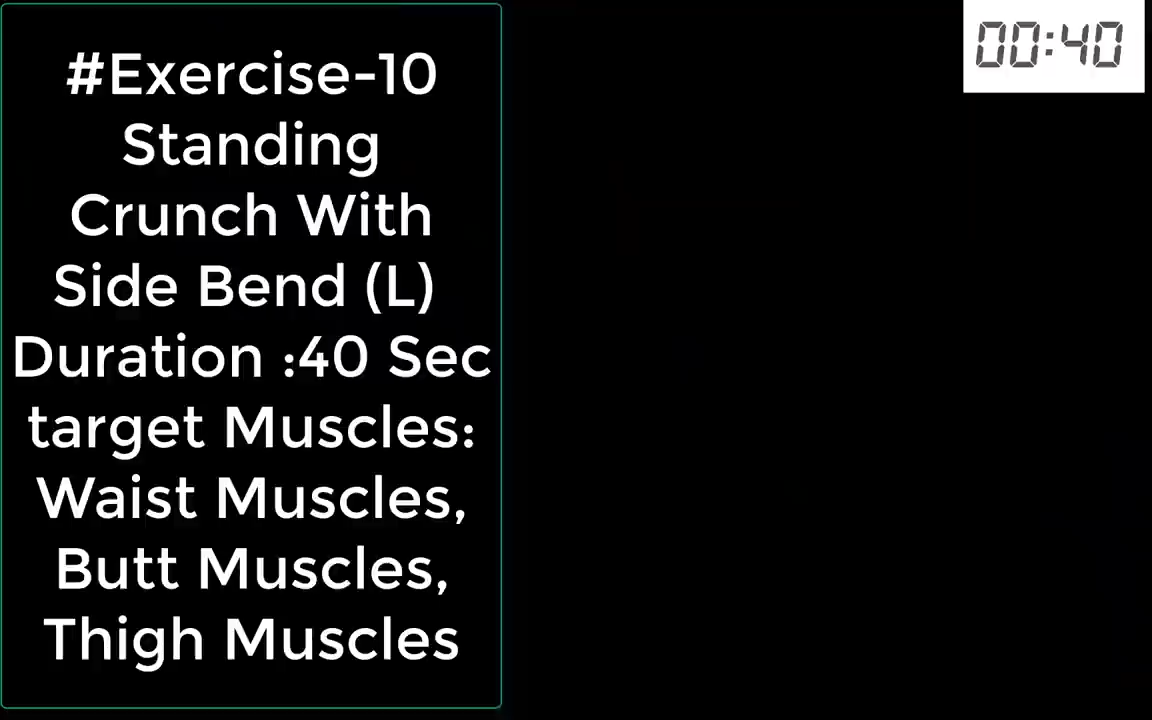 #Exercise-10
Standing
Crunch With
Side Bend (L)
Duration :40 Sec
target Muscles:
Waist Muscles,
Butt Muscles,
Thigh Muscles
00:40